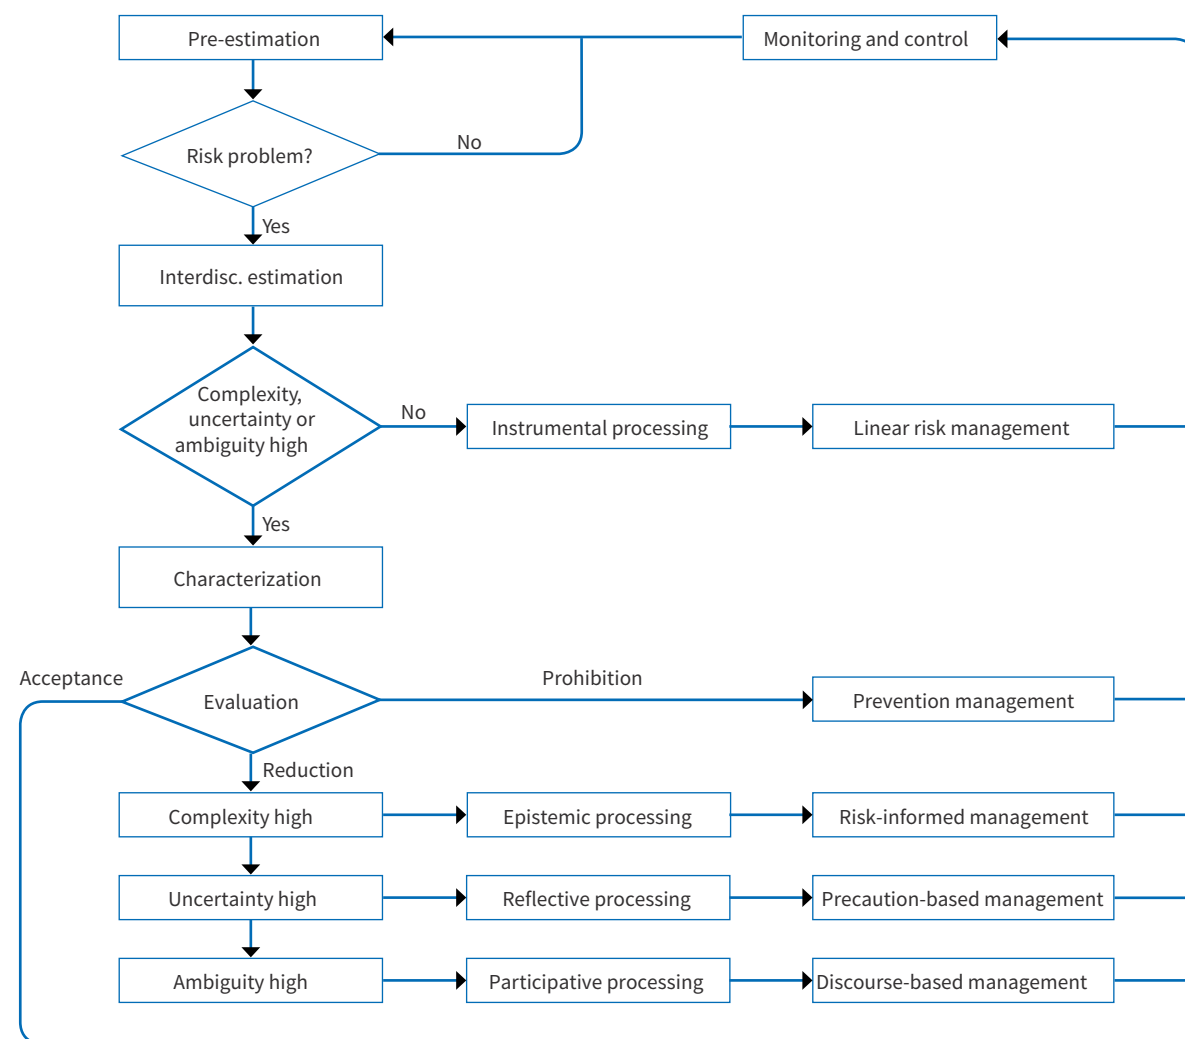 Pre-estimation
Monitoring and control
Risk problem?
No
Yes
Interdisc. estimation
Complexity,
uncertainty or
ambiguity high
No
Instrumental processing
Linear risk management
Yes
Characterization
Acceptance
Evaluation
Prohibition
Prevention management
Reduction
Complexity high
Epistemic processing
Risk-informed management
Uncertainty high
Reflective processing
Precaution-based management
Ambiguity high
Participative processing
Discourse-based management